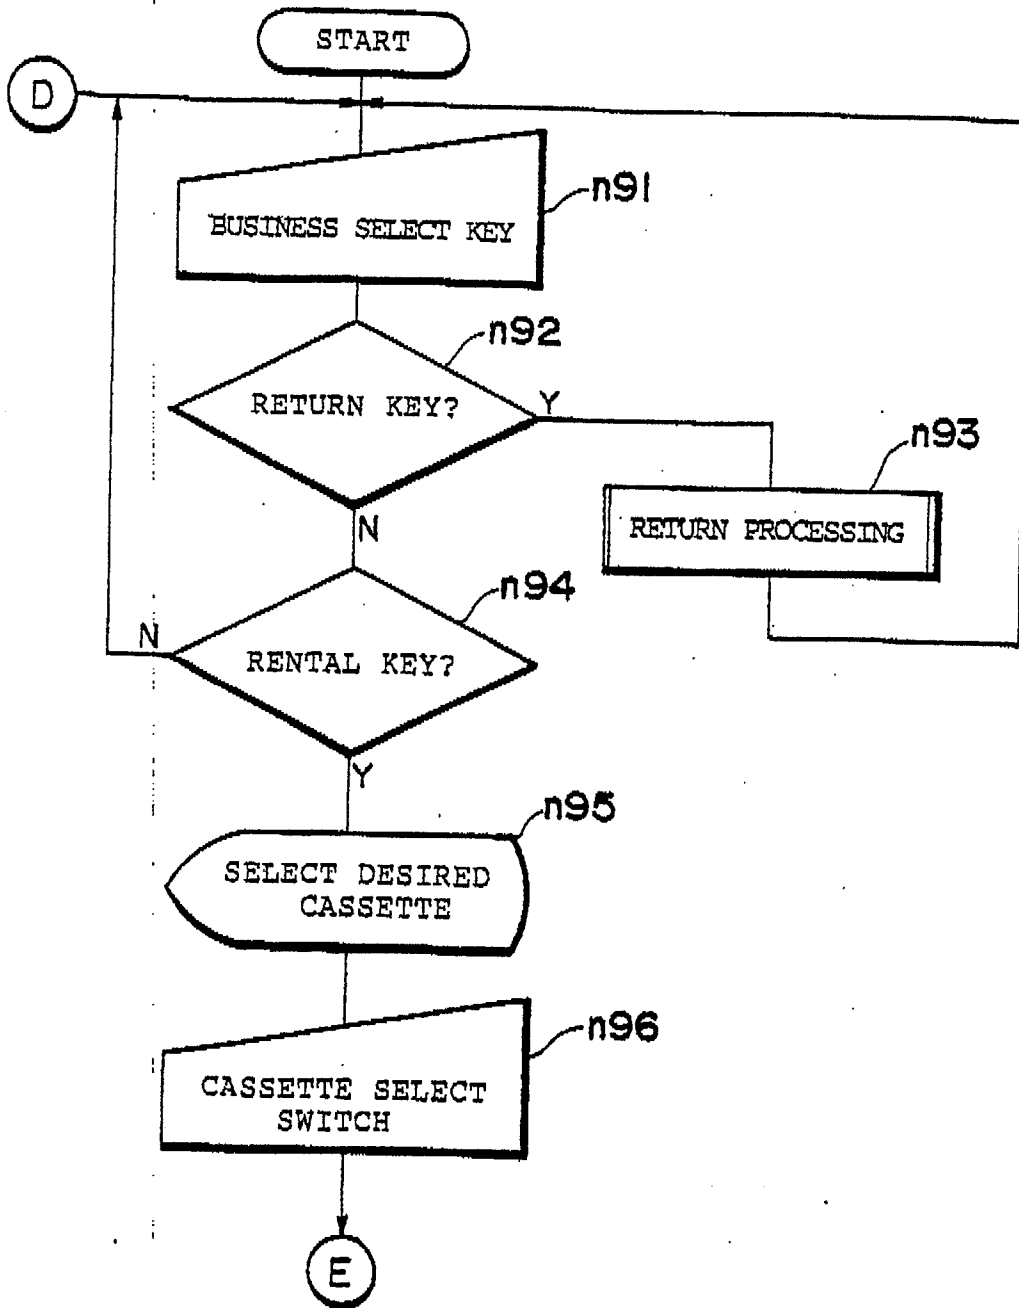 START
D
n91
BUSINESS SELECT KEY
n92
RETURN KEY?
Y
n93
RETURN PROCESSING
N
n94
N
RENTAL KEY?
Y
n95
SELECT DESIRED
CASSETTE
n96
CASSETTE SELECT
SWITCH
E